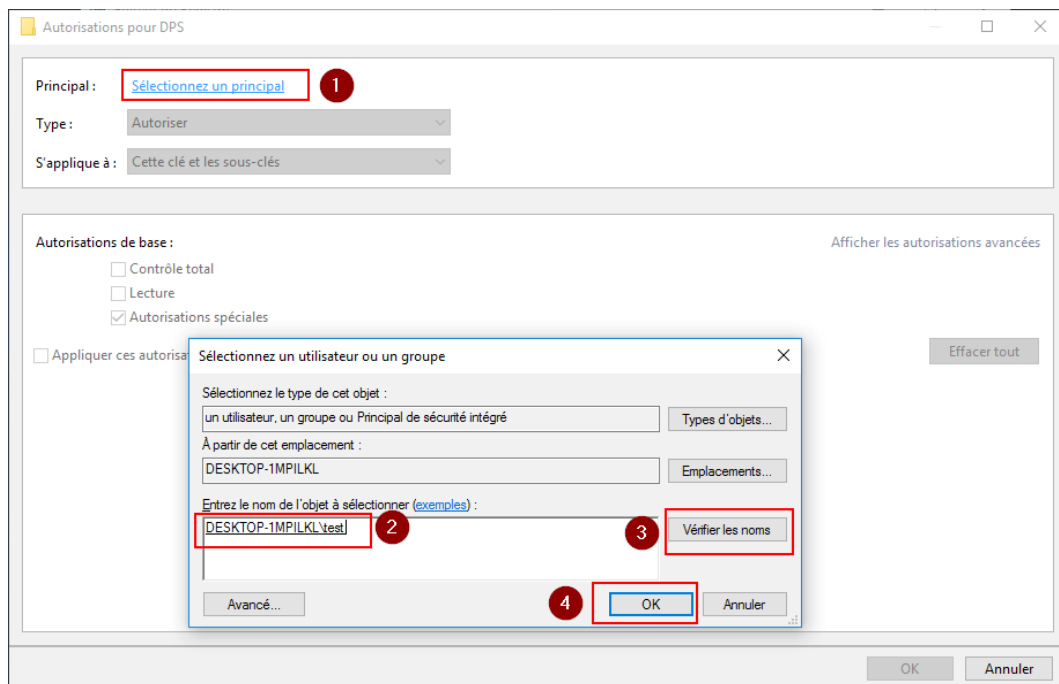 Autorisations pour DPS
Principal : Sélectionnez un principal 1
Type : Autoriser
S'applique à : Cette clé et les sous-clés
Autorisations de base : Afficher les autorisations avancées
Contrôle total
Lecture
Autorisations spéciales
Appliquer ces autorisa
Effacer tout
Sélectionnez un utilisateur ou un groupe
Sélectionnez le type de cet objet :
un utilisateur, un groupe ou Principal de sécurité intégré Types d'objets...
À partir de cet emplacement :
DESKTOP-1MPILKL Emplacements...
Entrez le nom de l'objet à sélectionner (exemples) :
DESKTOP-1MPILKL\test 2 3 Vérifier les noms
Avancé... 4 OK Annuler
OK Annuler